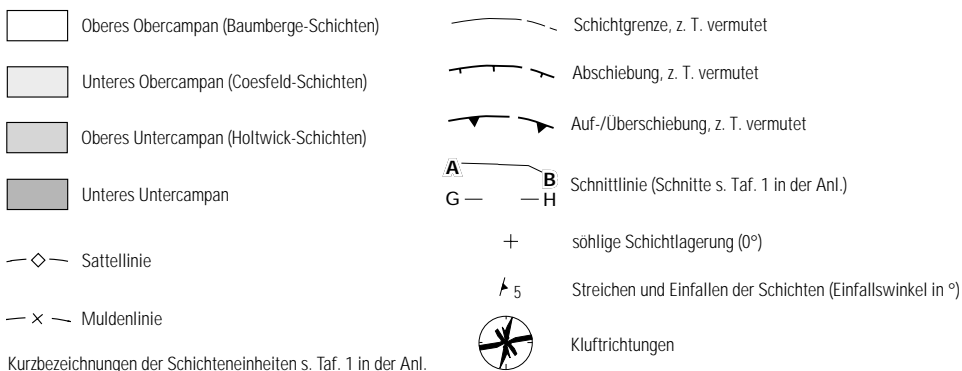 Oberes Obercampan (Baumberge-Schichten)
Unteres Obercampan (Coesfeld-Schichten)
Oberes Untercampan (Holtwick-Schichten)
Unteres Untercampan
Sattellinie
Muldenlinie
Kurzbezeichnungen der Schichteneinheiten s. Taf. 1 in der Anl.
Schichtgrenze, z. T. vermutet
Abschiebung, z. T. vermutet
Auf-/Überschiebung, z. T. vermutet
A B
G H
Schnittlinie (Schnitte s. Taf. 1 in der Anl.)
söhlige Schichtlagerung (0°)
5 Streichen und Einfallen der Schichten (Einfallswinkel in °)
Kluftrichtungen